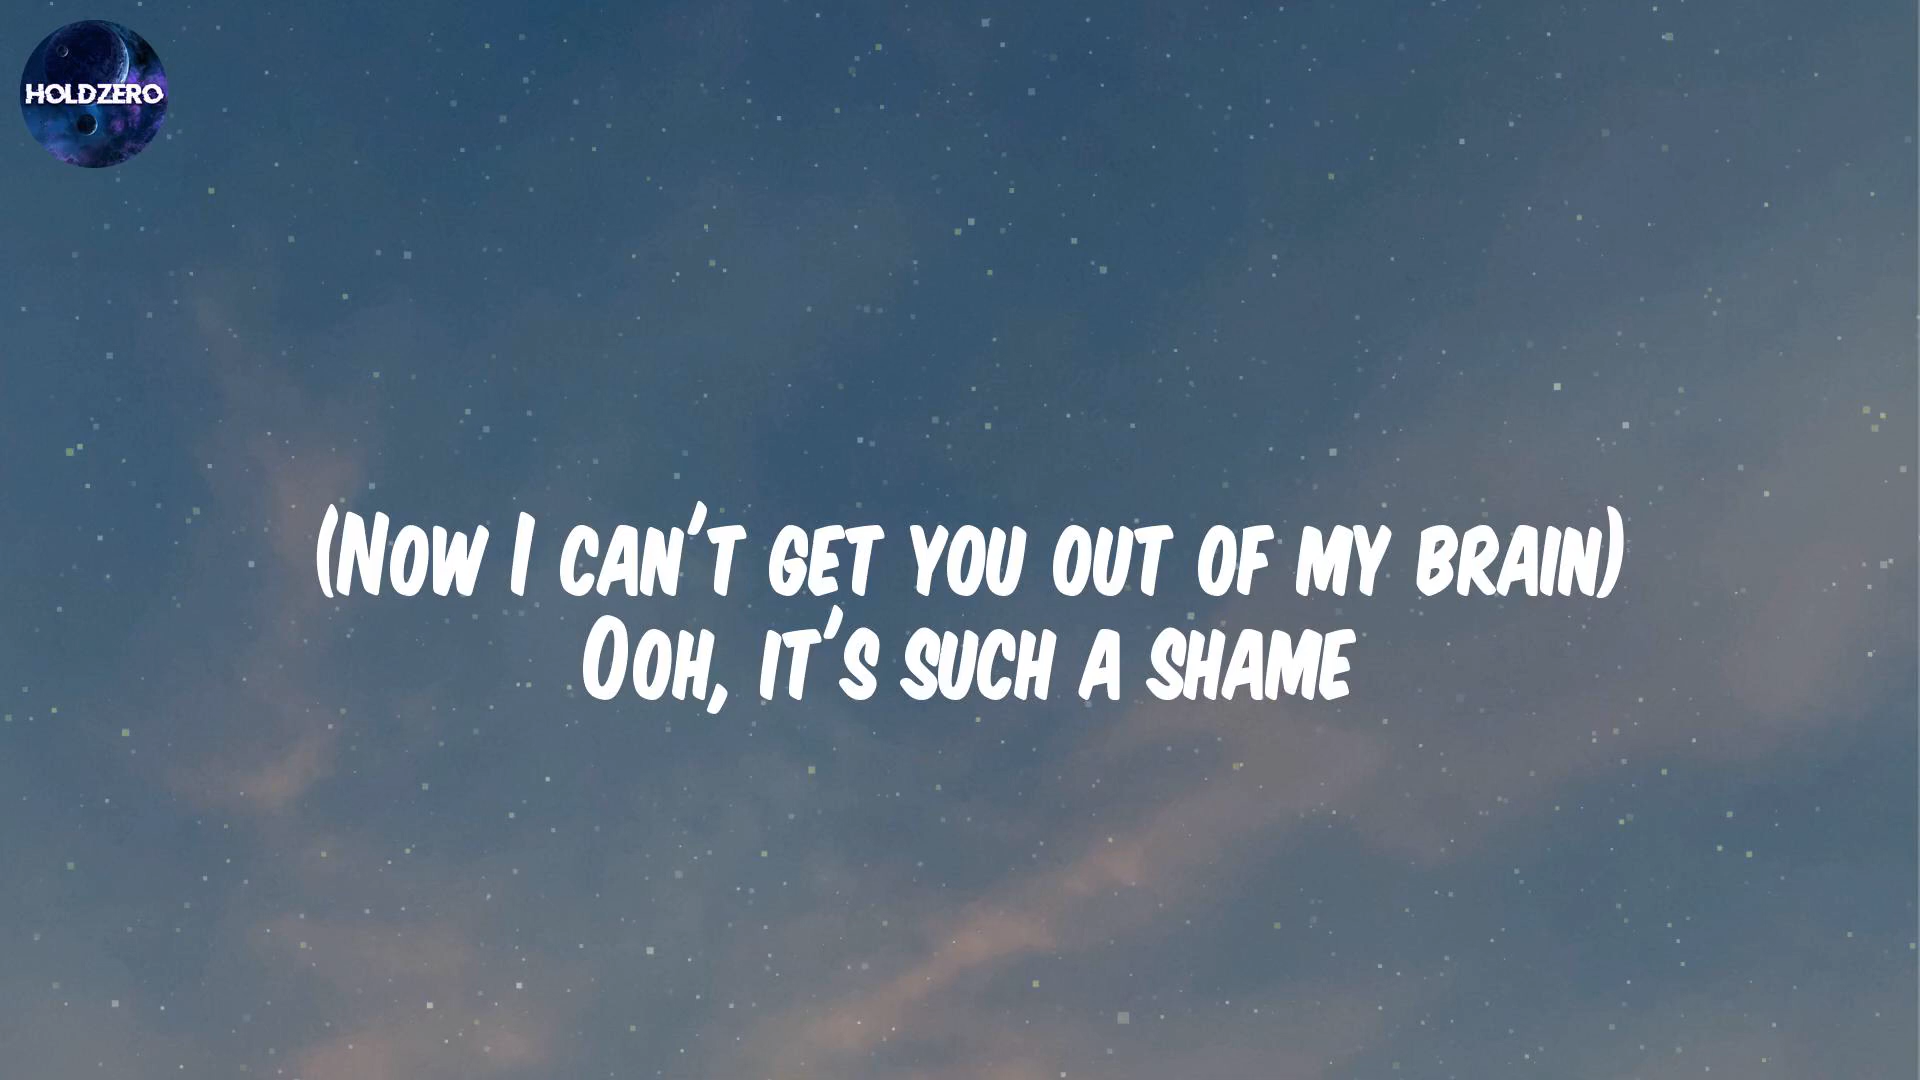 HOLDZERO
(Now I can't get you out of my brain)
Ooh, it's such a shame